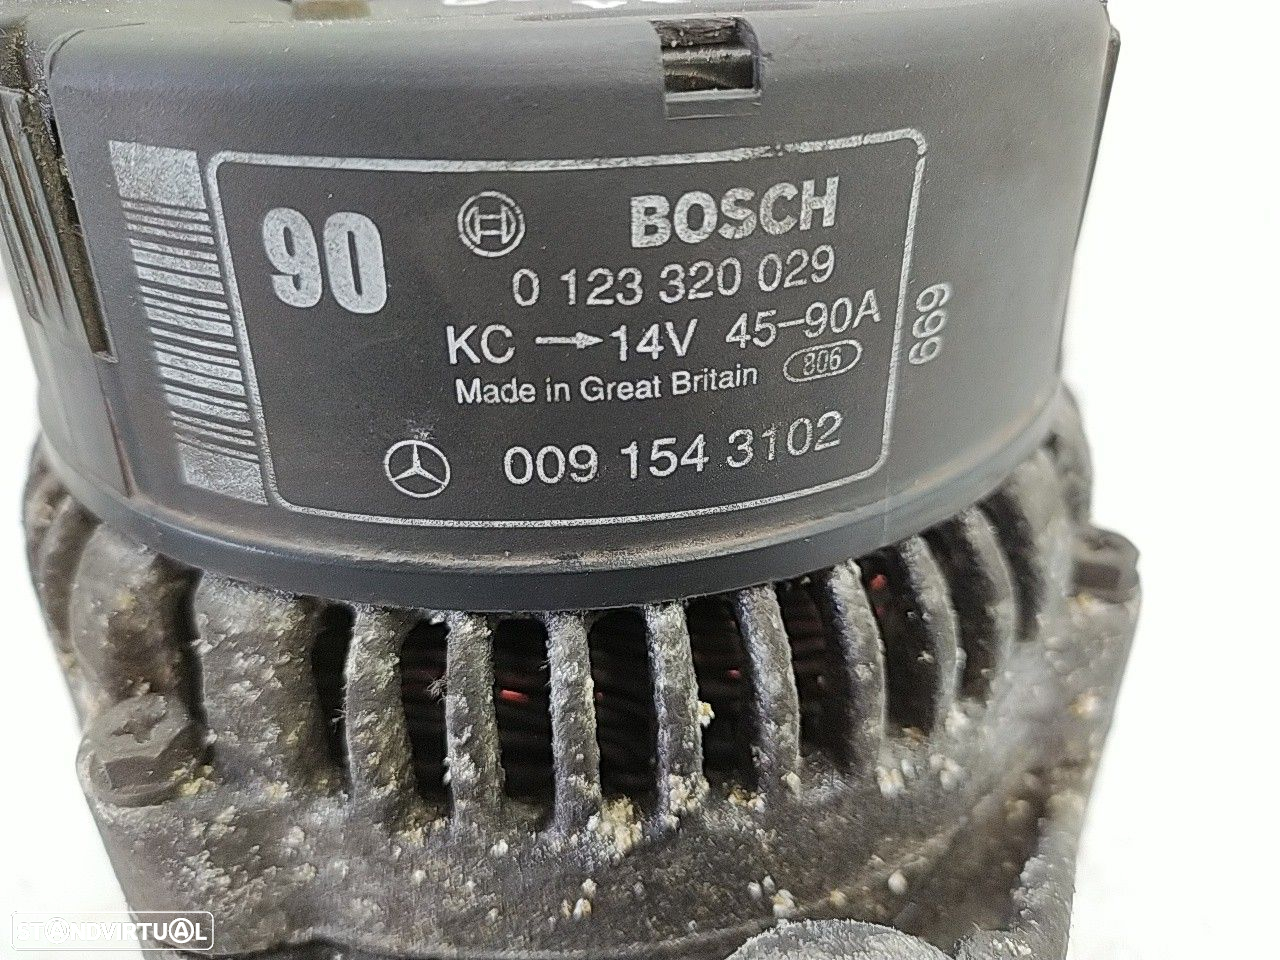 90
BOSCH
0 123 320 029
KC → 14V 45-90A
Made in Great Britain 806
009 154 3102
669
STANDVIRTUAL